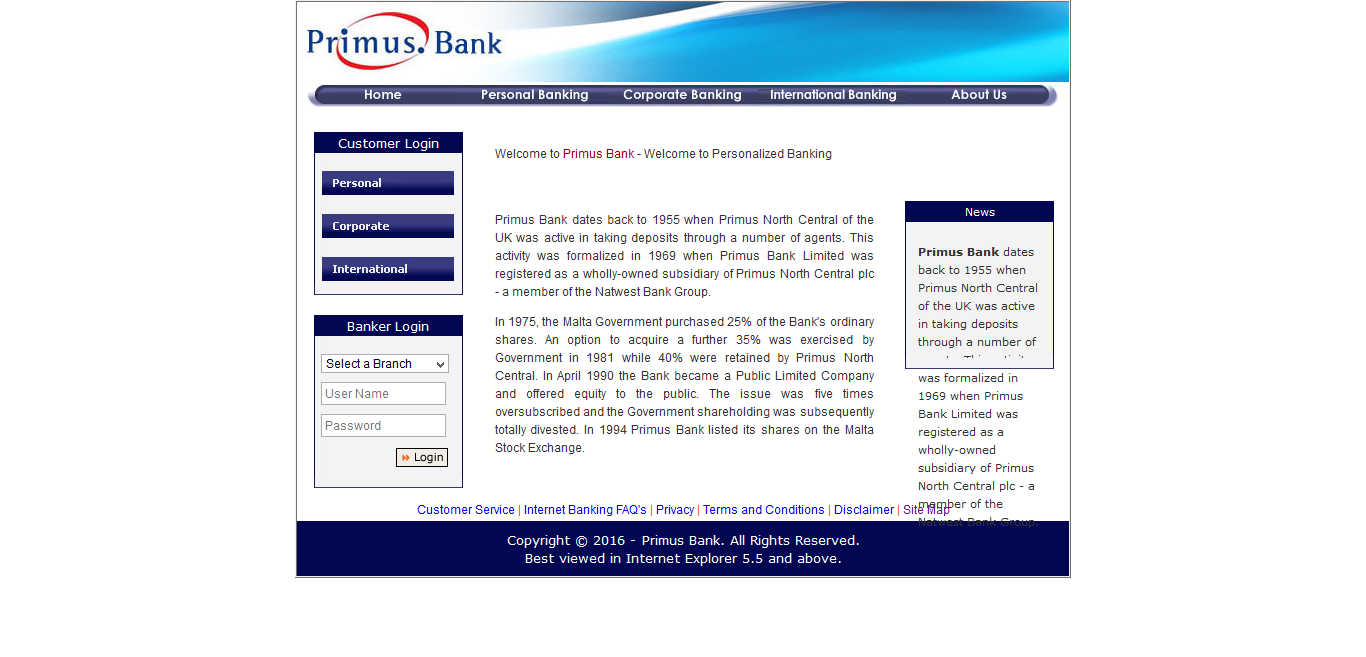 Primus. Bank
Home Personal Banking Corporate Banking International Banking About Us
Customer Login
Personal
Corporate
International
Banker Login
Select a Branch
User Name
Password
Login
Welcome to Primus Bank - Welcome to Personalized Banking
Primus Bank dates back to 1955 when Primus North Central of the
UK was active in taking deposits through a number of agents. This
activity was formalized in 1969 when Primus Bank Limited was
registered as a wholly-owned subsidiary of Primus North Central plc
- a member of the Natwest Bank Group.
In 1975, the Malta Government purchased 25% of the Bank's ordinary
shares. An option to acquire a further 35% was exercised by
Government in 1981 while 40% were retained by Primus North
Central. In April 1990 the Bank became a Public Limited Company
and offered equity to the public. The issue was five times
oversubscribed and the Government shareholding was subsequently
totally divested. In 1994 Primus Bank listed its shares on the Malta
Stock Exchange.
News
Primus Bank dates
back to 1955 when
Primus North Central
of the UK was active
in taking deposits
through a number of
was formalized in
1969 when Primus
Bank Limited was
registered as a
wholly-owned
subsidiary of Primus
North Central plc - a
member of the
Natwest Bank Group.
Customer Service | Internet Banking FAQ's | Privacy | Terms and Conditions | Disclaimer | Site Map
Copyright © 2016 - Primus Bank. All Rights Reserved.
Best viewed in Internet Explorer 5.5 and above.